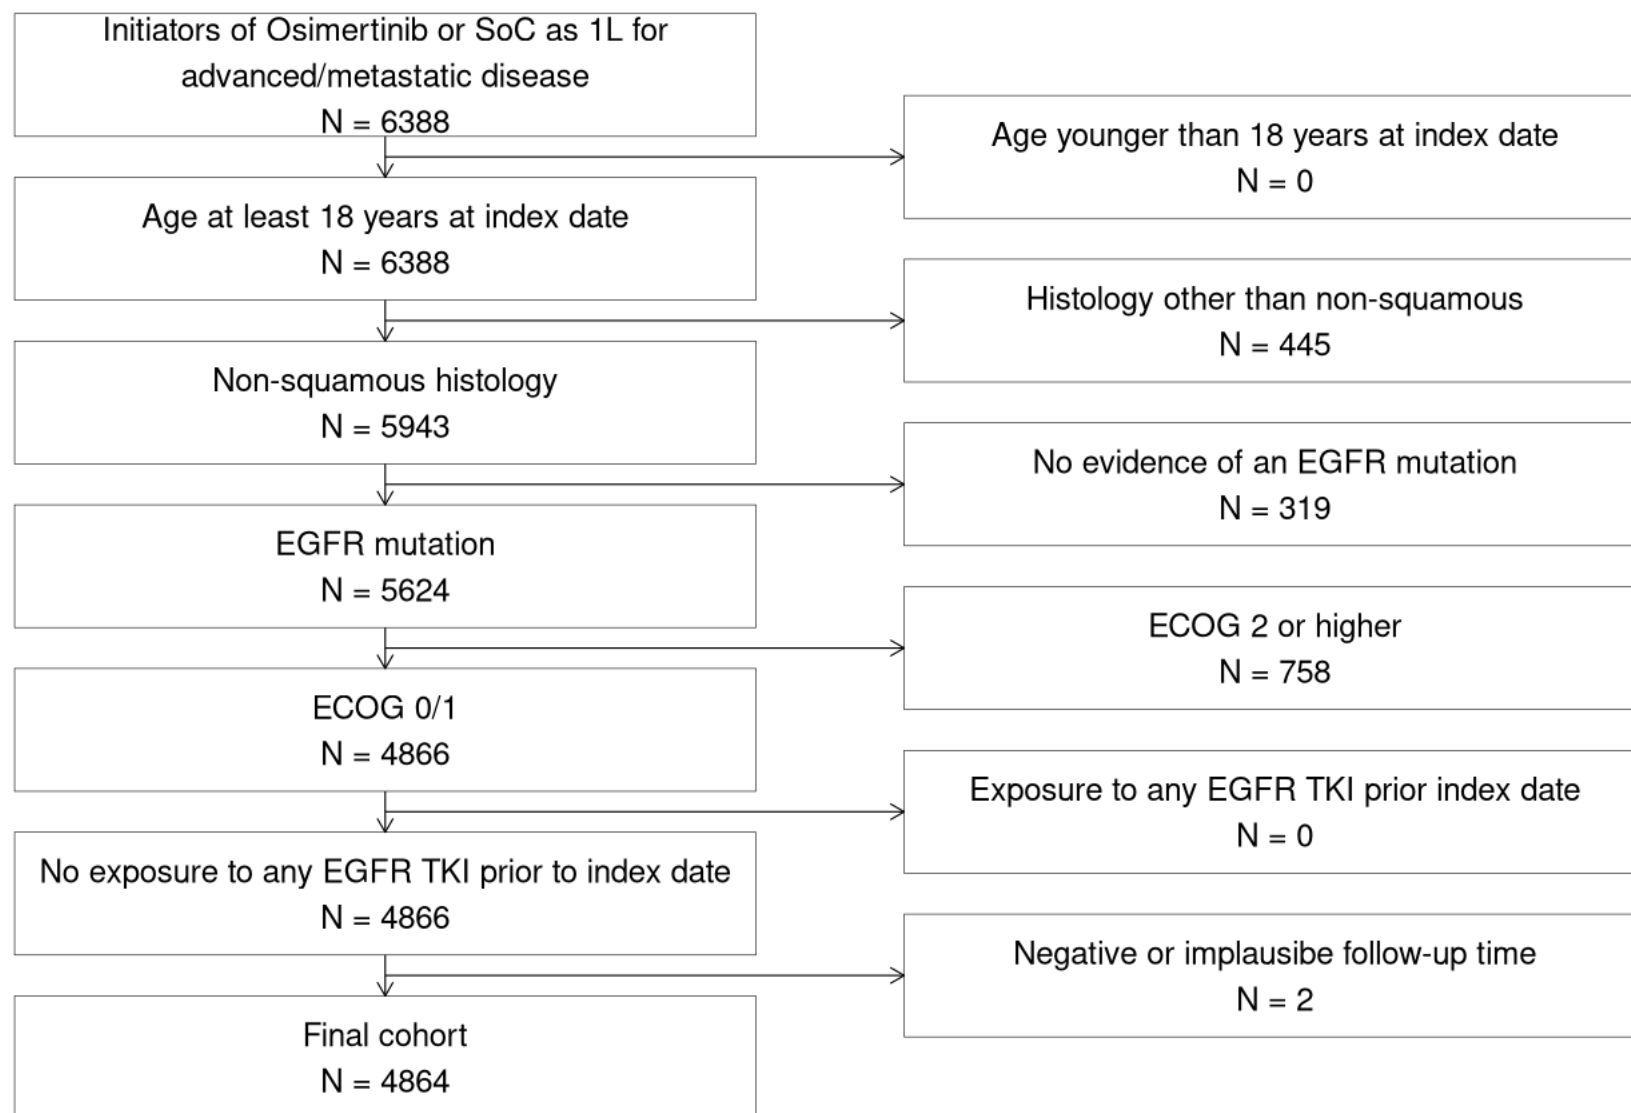 Initiators of Osimertinib or SoC as 1L for
advanced/metastatic disease
N = 6388
Age younger than 18 years at index date
N = 0
Age at least 18 years at index date
N = 6388
Histology other than non-squamous
N = 445
Non-squamous histology
N = 5943
No evidence of an EGFR mutation
N = 319
EGFR mutation
N = 5624
ECOG 2 or higher
N = 758
ECOG 0/1
N = 4866
Exposure to any EGFR TKI prior index date
N = 0
No exposure to any EGFR TKI prior to index date
N = 4866
Negative or implausibe follow-up time
N = 2
Final cohort
N = 4864